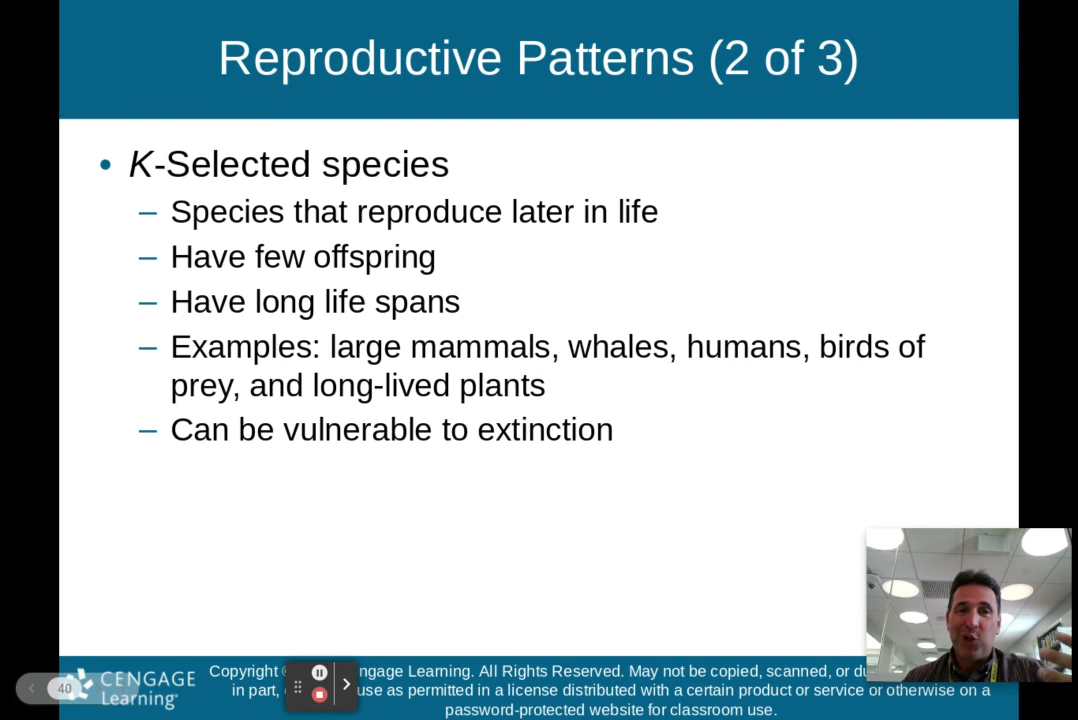 Reproductive Patterns (2 of 3)
• K-Selected species
– Species that reproduce later in life
– Have few offspring
– Have long life spans
– Examples: large mammals, whales, humans, birds of
prey, and long-lived plants
– Can be vulnerable to extinction
40
CENGAGE
Learning
Copyright ngage Learning. All Rights Reserved. May not be copied, scanned, or du
in part, use as permitted in a license distributed with a certain product or service or otherwise on a
password-protected website for classroom use.